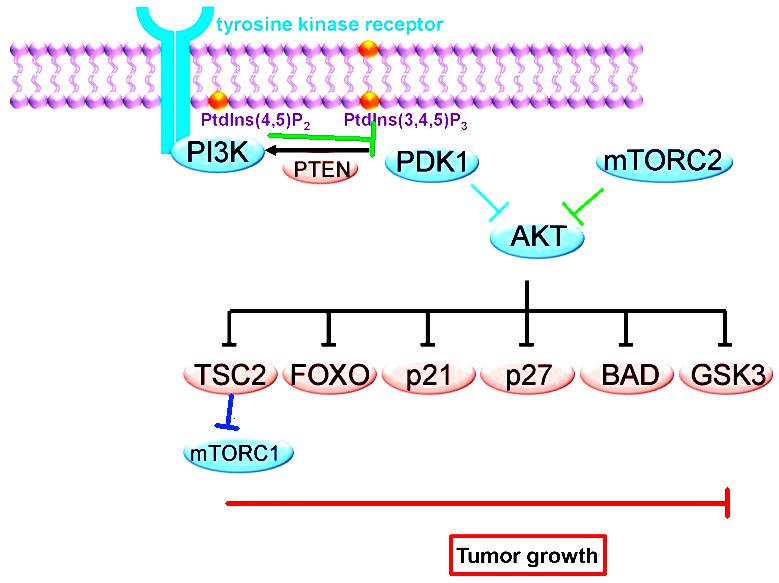 tyrosine kinase receptor
PtdIns(4,5)P₂ PtdIns(3,4,5)P₃
PI3K PTEN PDK1 mTORC2
AKT
TSC2 FOXO p21 p27 BAD GSK3
mTORC1
Tumor growth